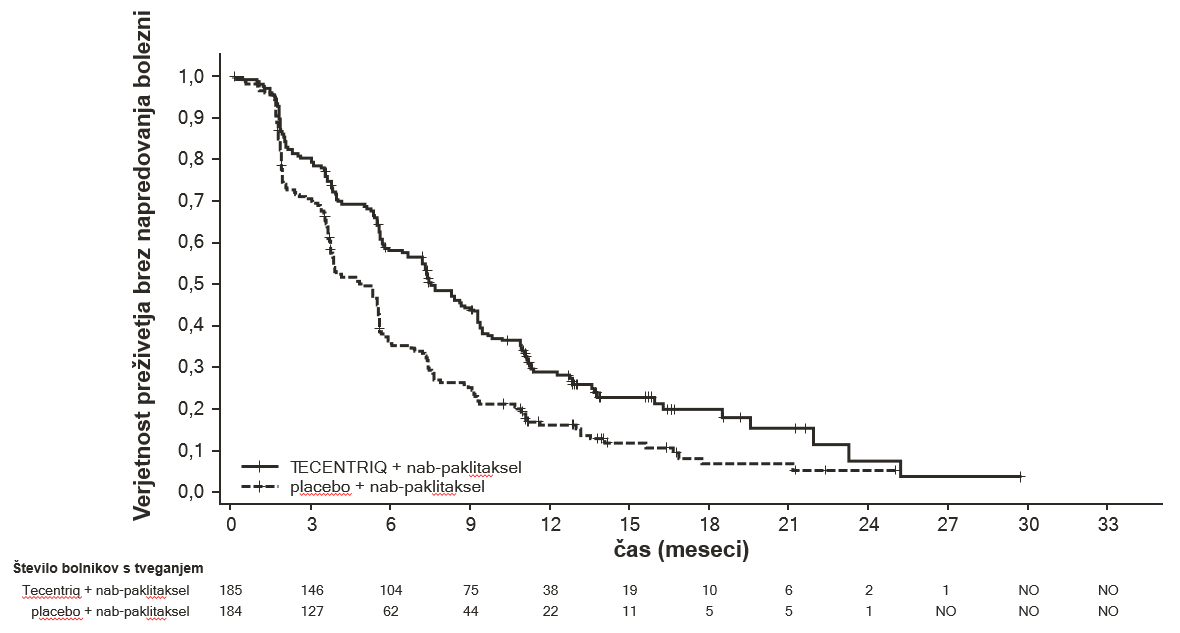 Verjetnost preživetja brez napredovanja bolezni
1,0
0,9
0,8
0,7
0,6
0,5
0,4
0,3
0,2
0,1
0,0
TECENTRIQ + nab-paklitaksel
placebo + nab-paklitaksel
0 3 6 9 12 15 18 21 24 27 30 33
čas (meseci)
Število bolnikov s tveganjem
Tecentriq + nab-paklitaksel 185 146 104 75 38 19 10 6 2 1 NO NO
placebo + nab-paklitaksel 184 127 62 44 22 11 5 5 1 NO NO NO